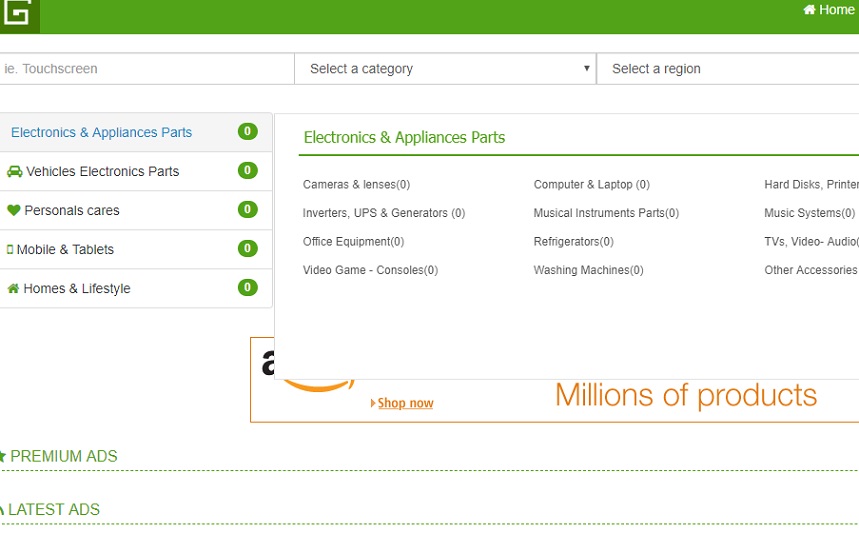 G
Home
ie. Touchscreen
Select a category
Select a region
Electronics & Appliances Parts 0
Vehicles Electronics Parts 0
Personals cares 0
Mobile & Tablets 0
Homes & Lifestyle 0
Electronics & Appliances Parts
Cameras & lenses(0) Computer & Laptop (0) Hard Disks, Printer
Inverters, UPS & Generators (0) Musical Instruments Parts(0) Music Systems(0)
Office Equipment(0) Refrigerators(0) TVs, Video- Audio(
Video Game - Consoles(0) Washing Machines(0) Other Accessories
a
Shop now
Millions of products
PREMIUM ADS
LATEST ADS